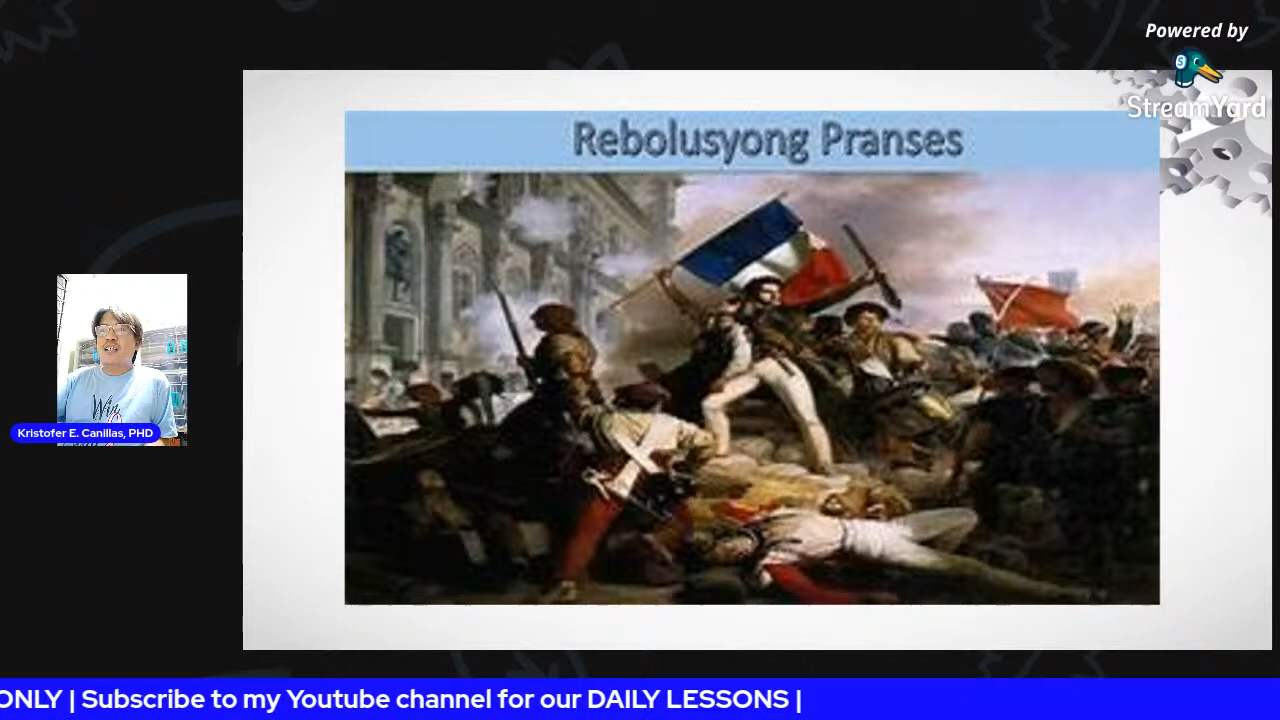 Powered by
StreamYard
Rebolusyong Pranses
Kristofer E. Canillas, PHD
ONLY | Subscribe to my Youtube channel for our DAILY LESSONS |